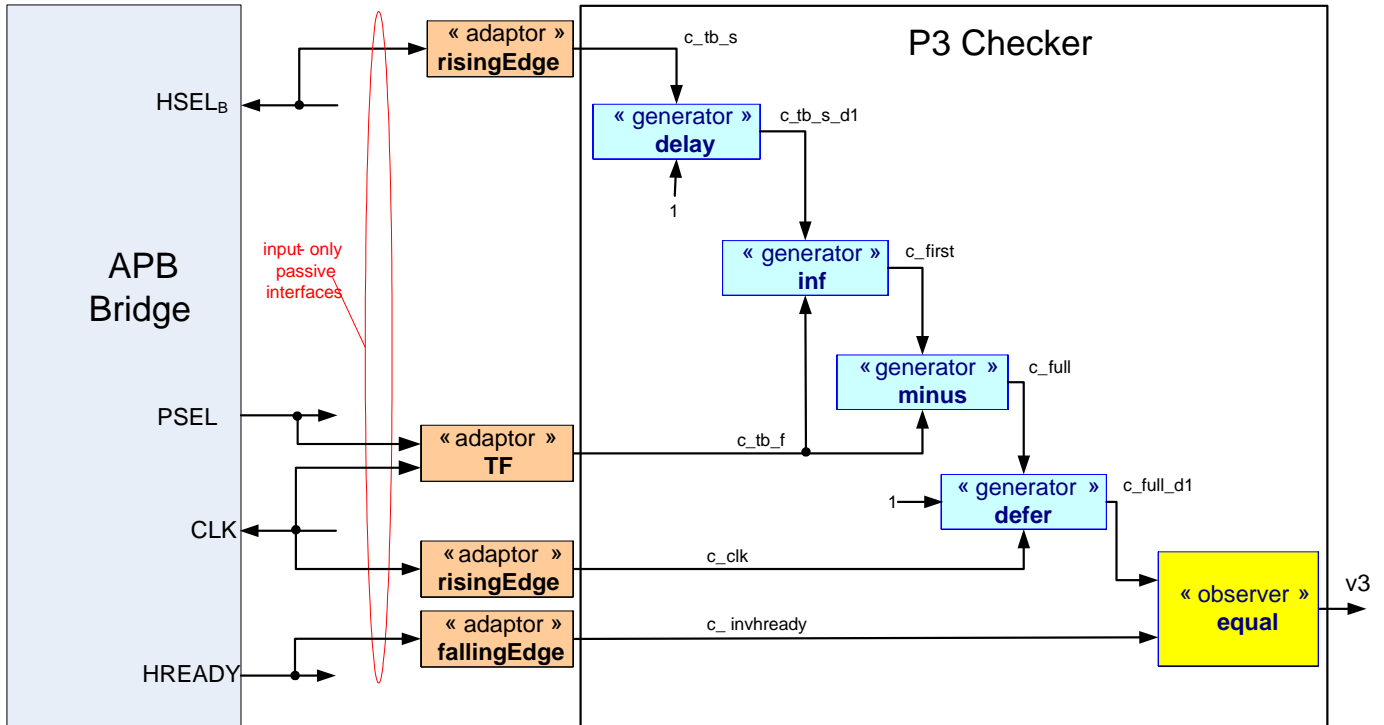 P3 Checker
« adaptor »
risingEdge
c_tb_s
HSELB
« generator »
delay
c_tb_s_d1
1
input- only
passive
interfaces
APB
Bridge
« generator »
inf
c_first
« generator »
minus
c_full
PSEL
« adaptor »
TF
c_tb_f
1
« generator »
defer
c_full_d1
CLK
« adaptor »
risingEdge
c_clk
« observer »
equal
v3
« adaptor »
fallingEdge
c_ invhready
HREADY